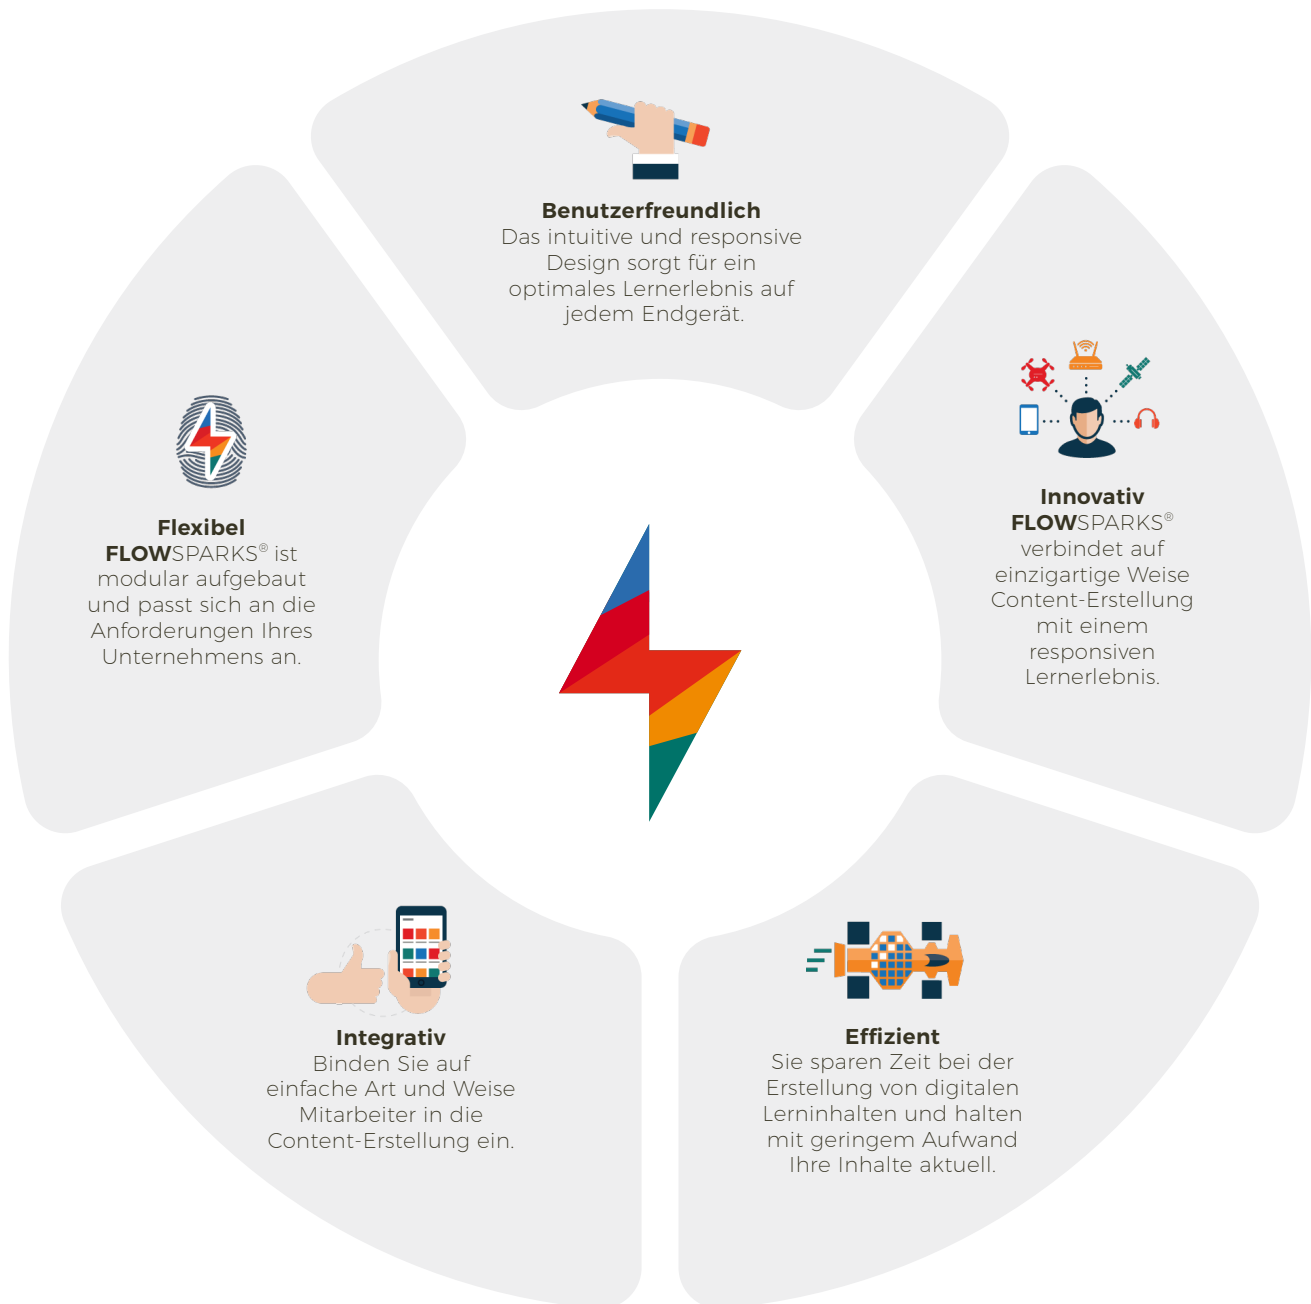 Benutzerfreundlich
Das intuitive und responsive
Design sorgt für ein
optimales Lernerlebnis auf
jedem Endgerät.
Innovativ
FLOWSPARKS®
verbindet auf
einzigartige Weise
Content-Erstellung
mit einem
responsiven
Lernerlebnis.
Effizient
Sie sparen Zeit bei der
Erstellung von digitalen
Lerninhalten und halten
mit geringem Aufwand
Ihre Inhalte aktuell.
Integrativ
Binden Sie auf
einfache Art und Weise
Mitarbeiter in die
Content-Erstellung ein.
Flexibel
FLOWSPARKS® ist
modular aufgebaut
und passt sich an die
Anforderungen Ihres
Unternehmens an.